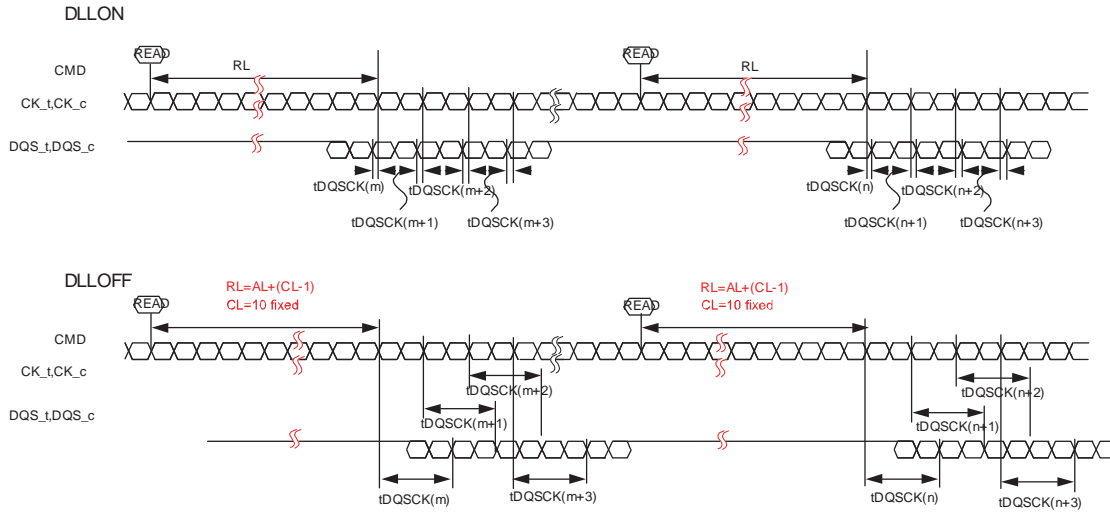 DLLON
READ
READ
CMD
RL
RL
CK_t,CK_c
DQS_t,DQS_c
tDQSCK(m)
tDQSCK(m+2)
tDQSCK(n)
tDQSCK(n+2)
tDQSCK(m+1)
tDQSCK(m+3)
tDQSCK(n+1)
tDQSCK(n+3)
DLLOFF
RL=AL+(CL-1)
CL=10 fixed
RL=AL+(CL-1)
CL=10 fixed
READ
READ
CMD
CK_t,CK_c
tDQSCK(m+2)
tDQSCK(n+2)
DQS_t,DQS_c
tDQSCK(m+1)
tDQSCK(n+1)
tDQSCK(m)
tDQSCK(m+3)
tDQSCK(n)
tDQSCK(n+3)